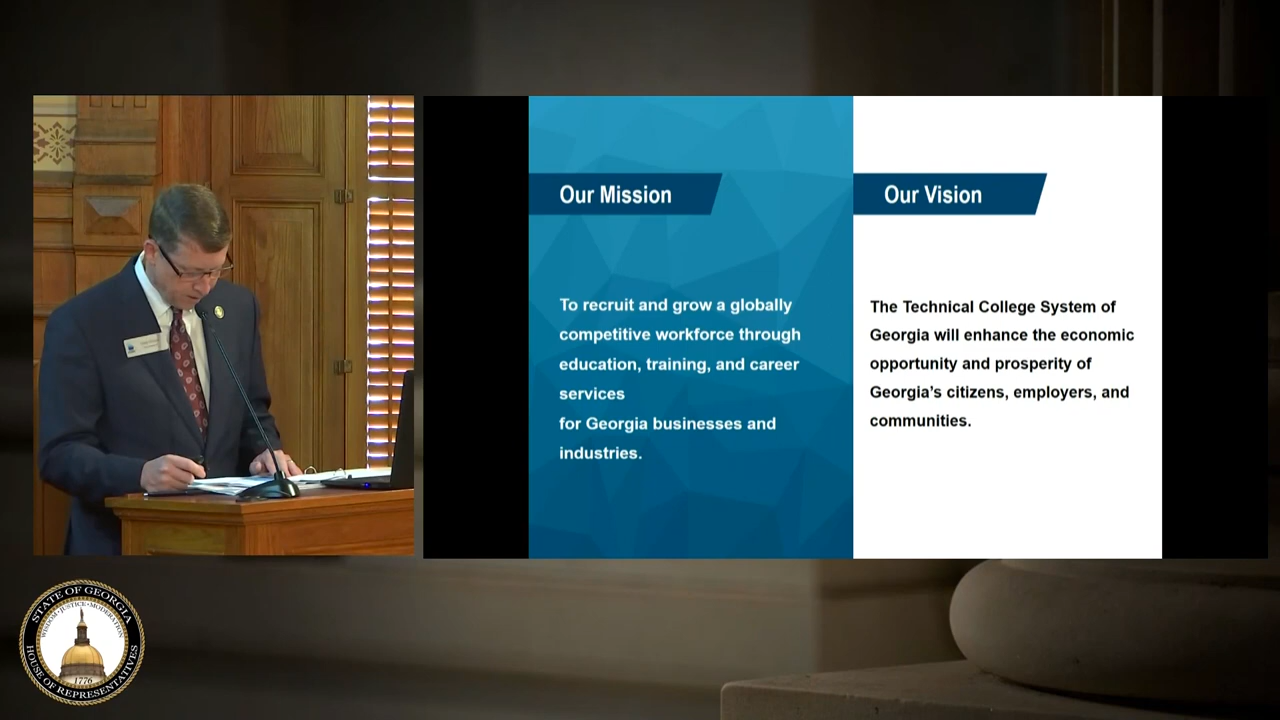 Our Mission
To recruit and grow a globally
competitive workforce through
education, training, and career
services
for Georgia businesses and
industries.
Our Vision
The Technical College System of
Georgia will enhance the economic
opportunity and prosperity of
Georgia’s citizens, employers, and
communities.
STATE OF GEORGIA
WISDOM • JUSTICE • MODERATION
1776
HOUSE OF REPRESENTATIVES